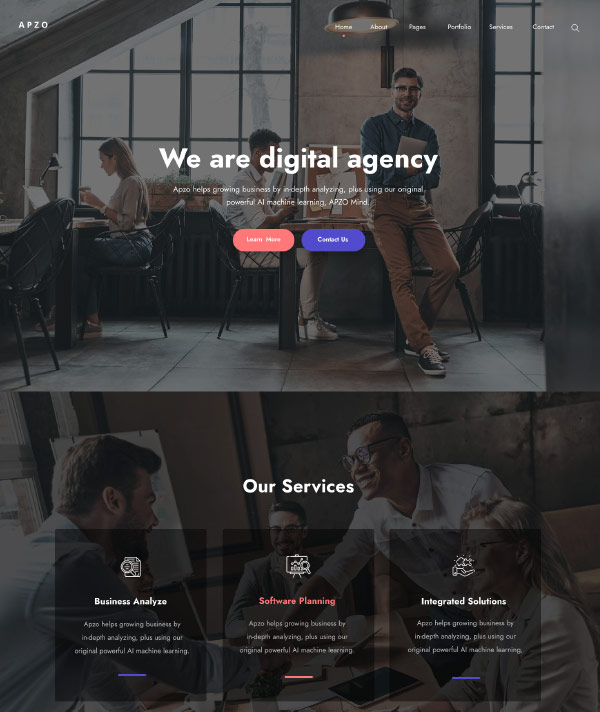 APZO
Home About Pages Portfolio Services Contact
We are digital agency
Apzo helps growing business by in-depth analyzing, plus using our original
powerful AI machine learning, APZO Mind.
Learn More
Contact Us
Our Services
Business Analyze
Apzo helps growing business by
in-depth analyzing, plus using our
original powerful AI machine learning.
Software Planning
Apzo helps growing business by
in-depth analyzing, plus using our
original powerful AI machine learning.
Integrated Solutions
Apzo helps growing business by
in-depth analyzing, plus using our
original powerful AI machine learning.